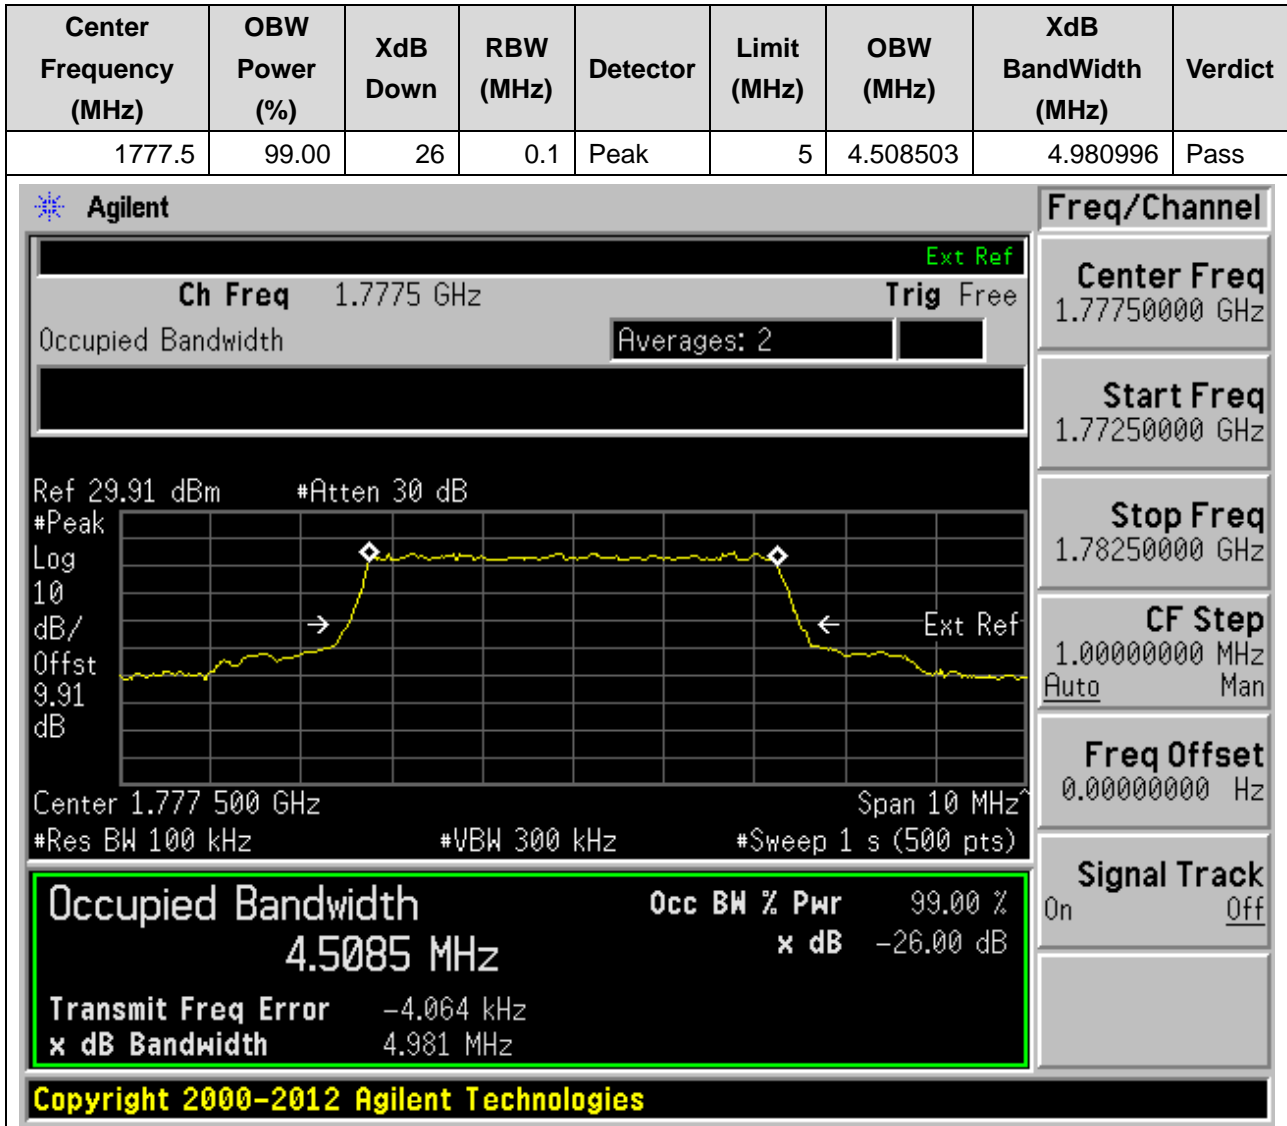 Center Frequency (MHz) OBW Power (%) XdB Down RBW (MHz) Detector Limit (MHz) OBW (MHz) XdB BandWidth (MHz) Verdict
1777.5 99.00 26 0.1 Peak 5 4.508503 4.980996 Pass
Agilent
Freq/Channel
Ext Ref
Ch Freq 1.7775 GHz Trig Free
Occupied Bandwidth Averages: 2
Center Freq
1.77750000 GHz
Start Freq
1.77250000 GHz
Stop Freq
1.78250000 GHz
CF Step
1.00000000 MHz
Auto Man
Freq Offset
0.00000000 Hz
Signal Track
On Off
Ref 29.91 dBm #Atten 30 dB
#Peak
Log
10
dB/
Offst
9.91
dB
Ext Ref
Center 1.777 500 GHz Span 10 MHz^
#Res BW 100 kHz #VBW 300 kHz #Sweep 1 s (500 pts)
Occupied Bandwidth Occ BW % Pwr 99.00 %
4.5085 MHz x dB -26.00 dB
Transmit Freq Error -4.064 kHz
x dB Bandwidth 4.981 MHz
Copyright 2000-2012 Agilent Technologies